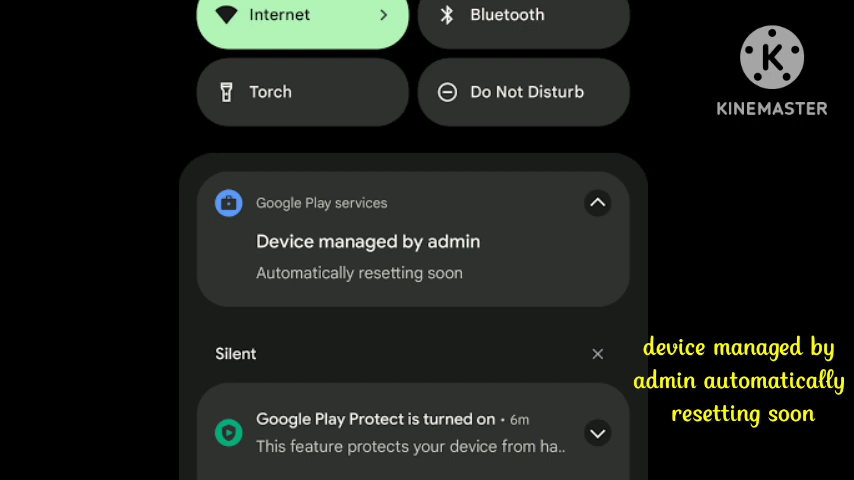 Internet
Bluetooth
KINEMASTER
Torch
Do Not Disturb
Google Play services
Device managed by admin
Automatically resetting soon
Silent
Google Play Protect is turned on • 6m
This feature protects your device from ha..
device managed by
admin automatically
resetting soon